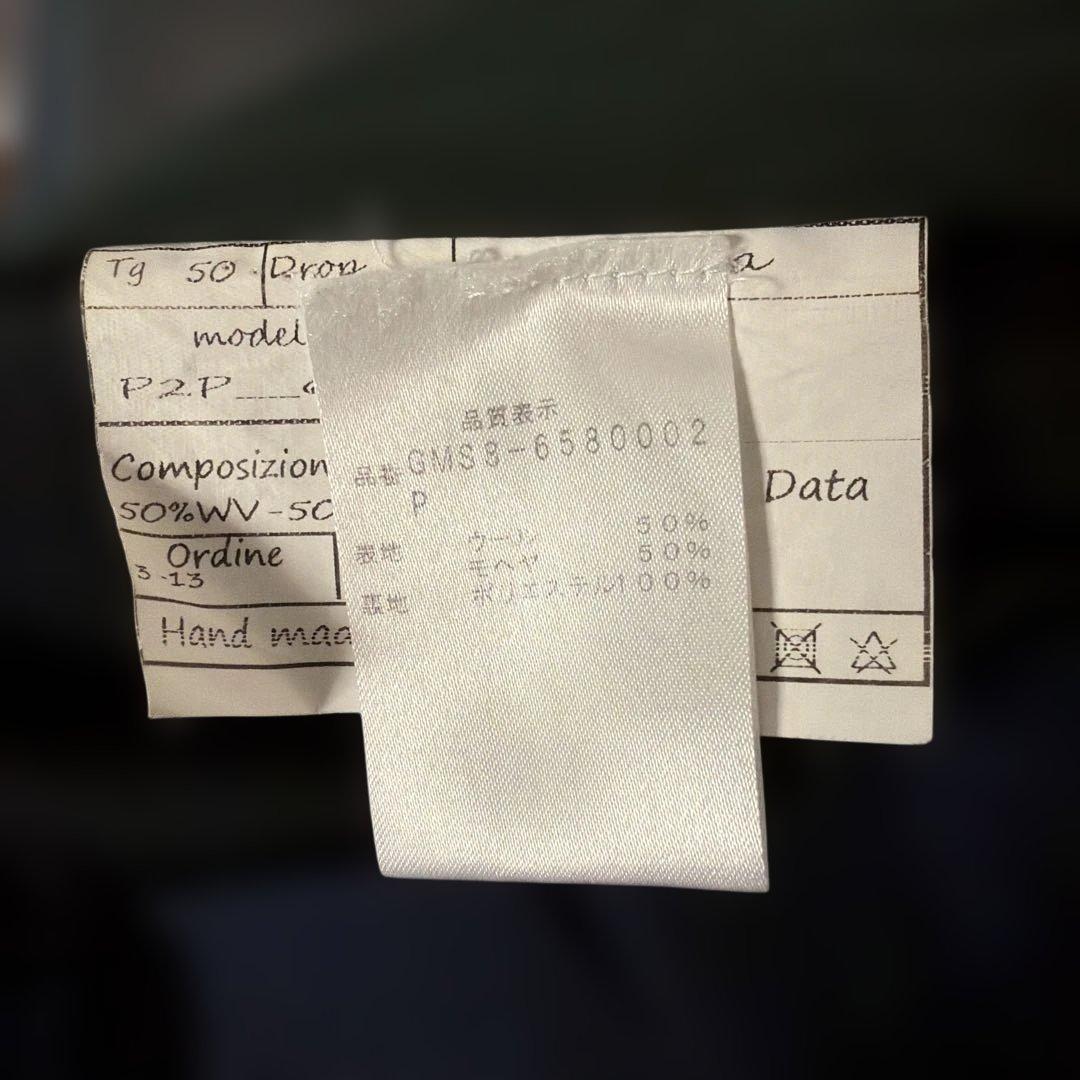 Tg 50 Drop
model
P2P
Composizion
50%WV-50
Ordine
3-13
Hand maa
Data
品質表示
品番 GMS8-6580002
P
表地 ウール 50%
モヘヤ 50%
裏地 ポリエステル100%